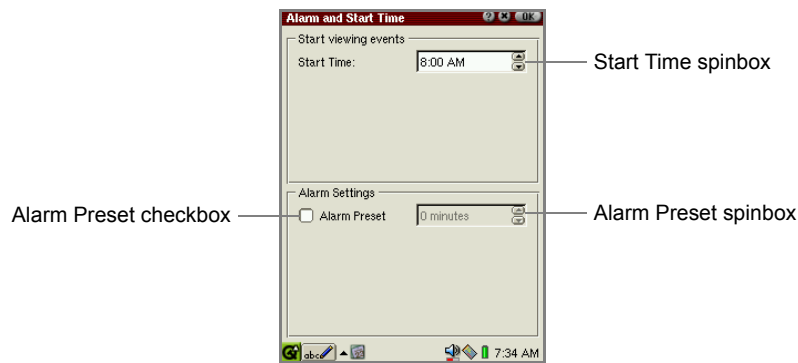 Alarm and Start Time ? x OK
Start viewing events
Start Time: 8:00 AM
Start Time spinbox
Alarm Settings
Alarm Preset checkbox
Alarm Preset 0 minutes
Alarm Preset spinbox
abc 7:34 AM